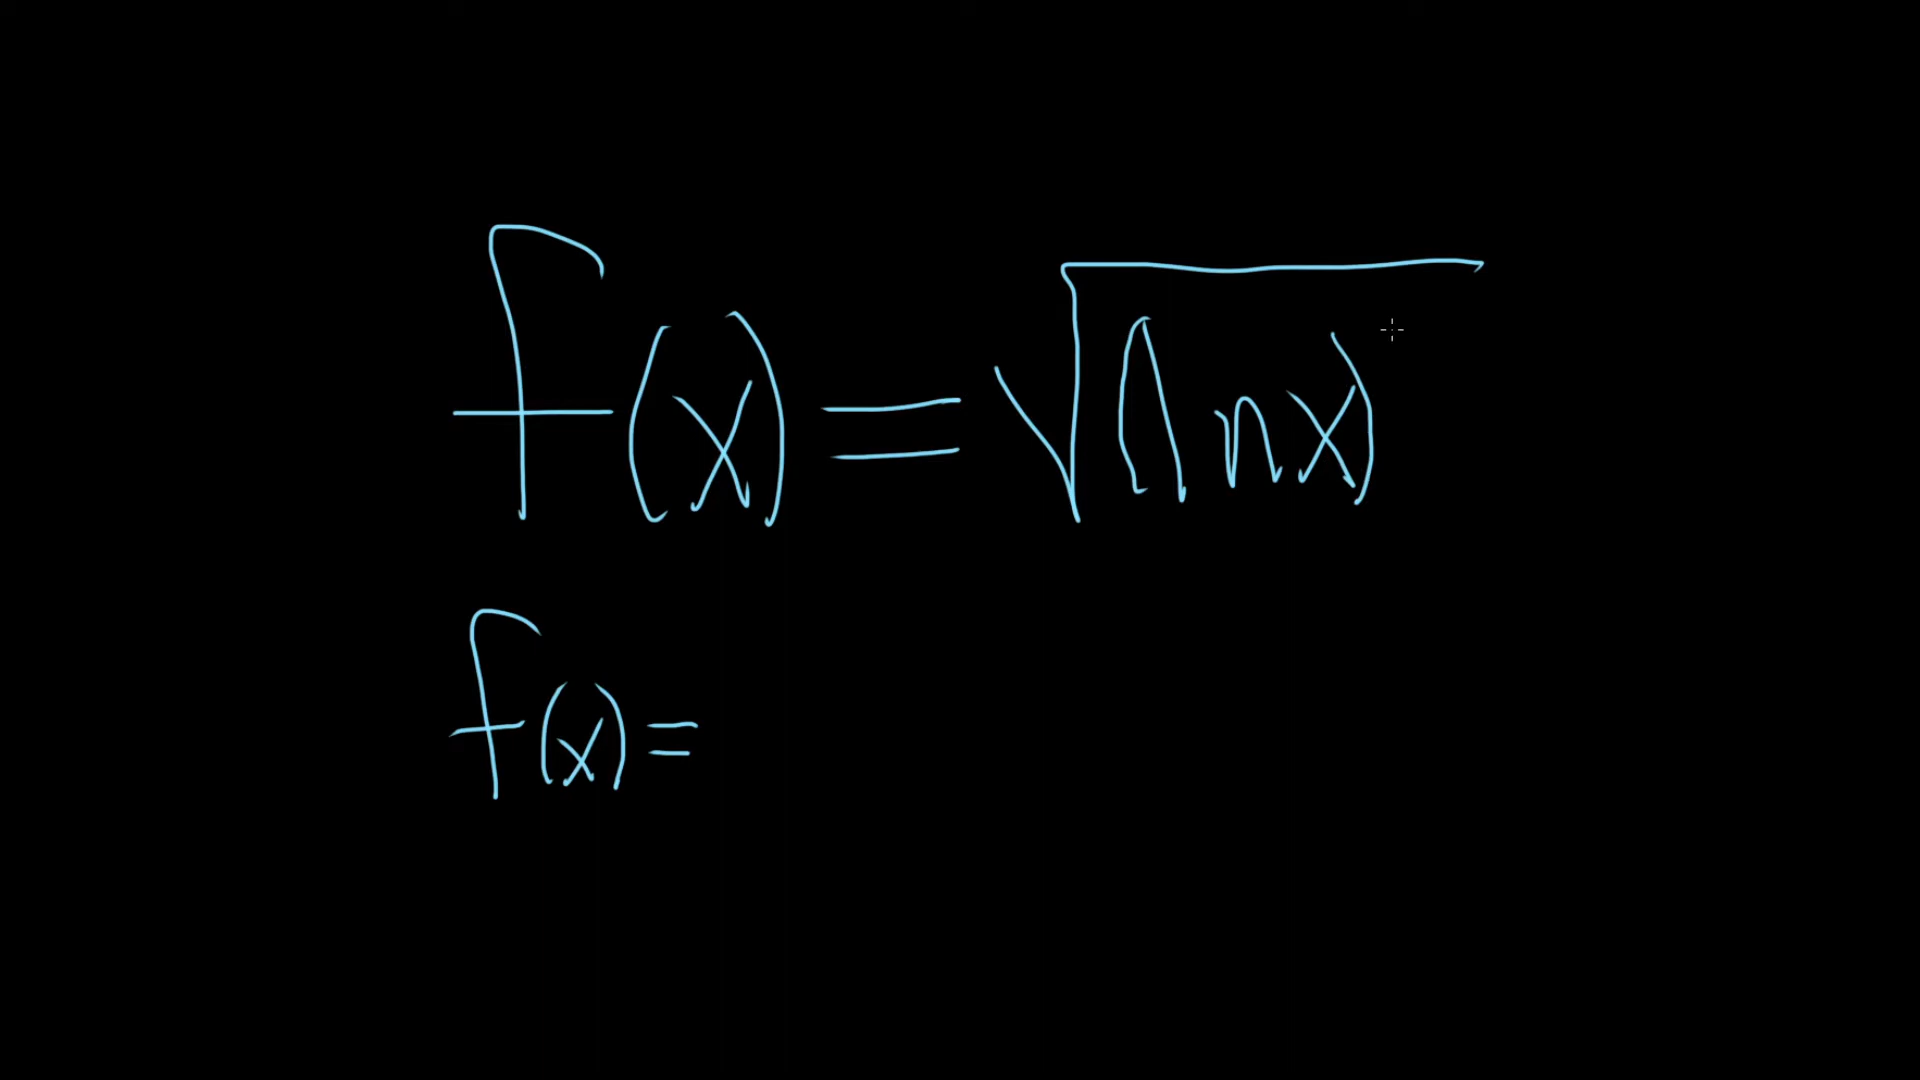 f(x) = √(ln x)
f(x) =